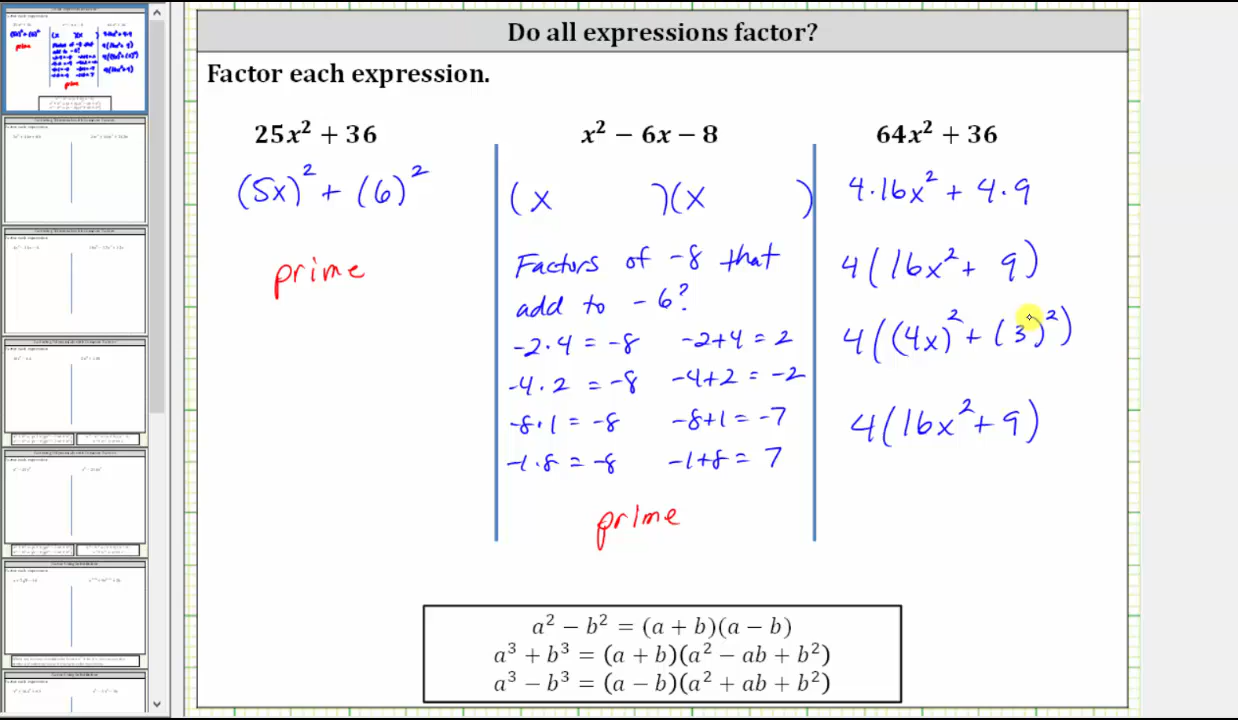 Do all expressions factor?
Factor each expression.
25x² + 36
(5x)² + (6)²
prime
x² − 6x − 8
(x )(x )
Factors of -8 that
add to -6?
-2·4 = -8 -2+4 = 2
-4·2 = -8 -4+2 = -2
-8·1 = -8 -8+1 = -7
-1·8 = -8 -1+8 = 7
prime
64x² + 36
4·16x² + 4·9
4(16x² + 9)
4((4x)² + (3)²)
4(16x² + 9)
a² − b² = (a + b)(a − b)
a³ + b³ = (a + b)(a² − ab + b²)
a³ − b³ = (a − b)(a² + ab + b²)